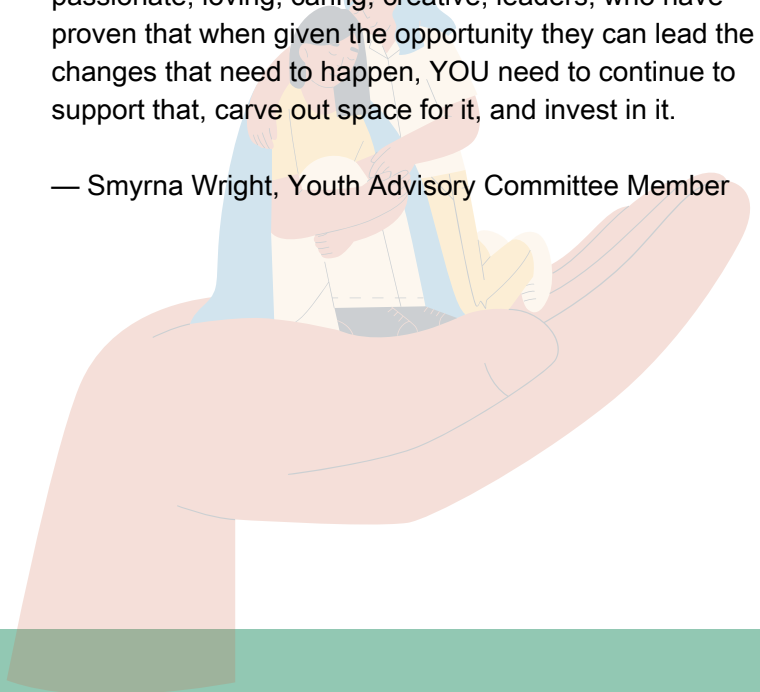 passionate, loving, caring, creative, leaders, who have
proven that when given the opportunity they can lead the
changes that need to happen, YOU need to continue to
support that, carve out space for it, and invest in it.
— Smyrna Wright, Youth Advisory Committee Member